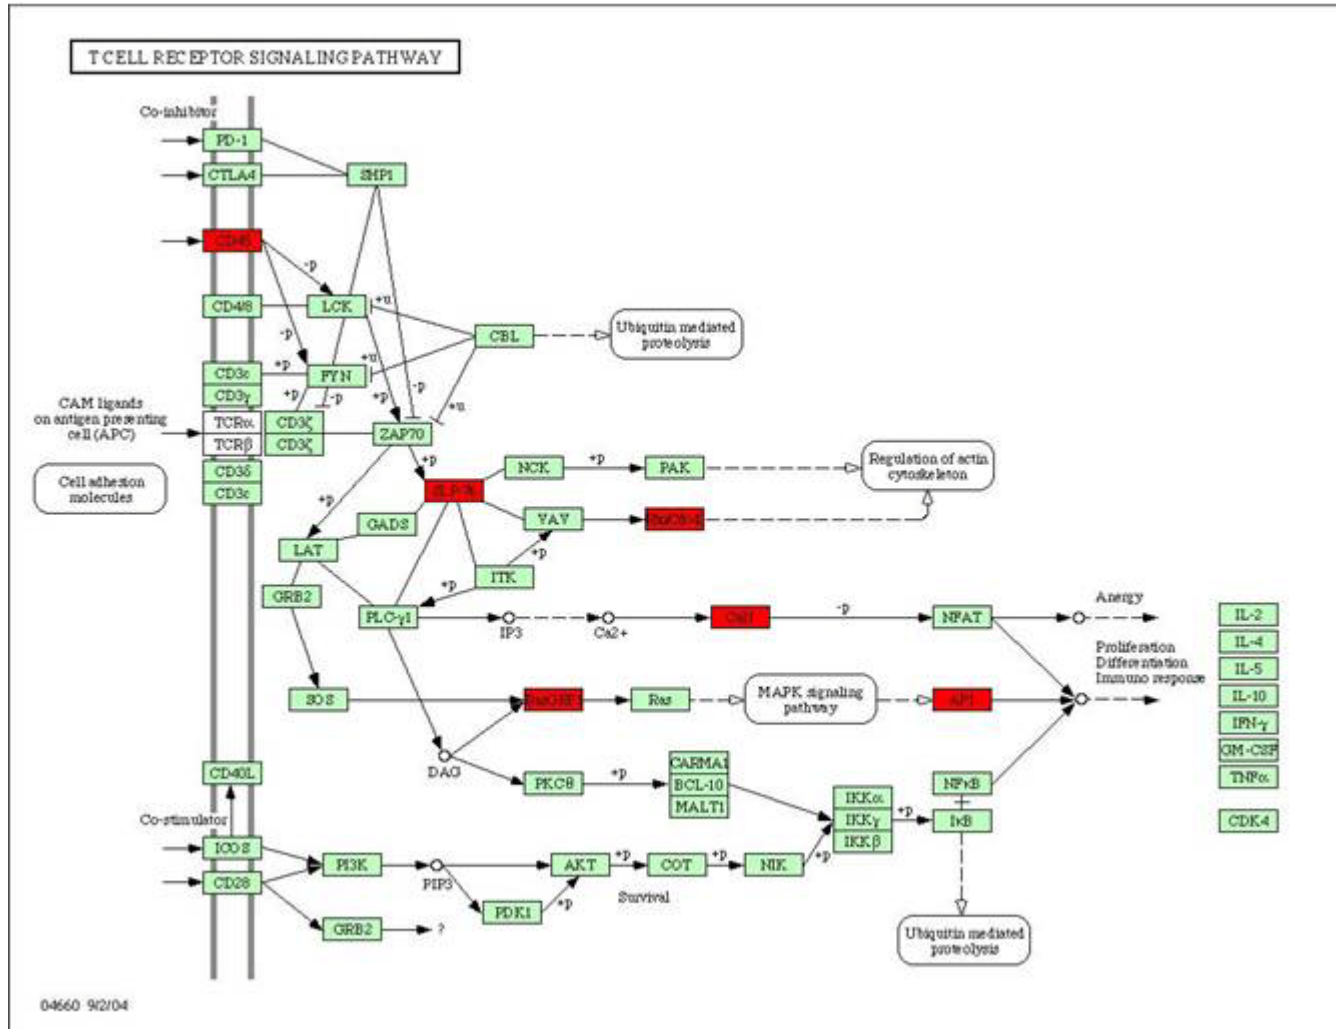 T CELL RECEPTOR SIGNALING PATHWAY
Co-inhibitor
PD-1
CTLA4
SHP1
CD45
-p
CD4/8
LCK
+u
-p
CBL
Ubiquitin mediated
proteolysis
CD3ε
+p
FYN
+u
CD3γ
+p
-p
+p
-p
+u
CAM ligands
on antigen presenting
cell (APC)
TCRα
CD3ζ
ZAP70
TCRβ
CD3ζ
CD3δ
CD3ε
Cell adhesion
molecules
+p
NCK
+p
PAK
Regulation of actin
cytoskeleton
SLP-76
+p
GADS
VAV
LAT
+p
ITK
+p
GRB2
PLC-γ1
IP3
Ca2+
CaN
-p
NFAT
Anergy
Proliferation
Differentiation
Immuno response
SOS
RasGRP1
Ras
MAPK signaling
pathway
AP1
DAG
PKCθ
+p
CARMA1
BCL-10
MALT1
IKKα
IKKγ
IKKβ
+p
NFκB
IκB
CD40L
Co-stimulator
ICOS
CD28
PI3K
PIP3
AKT
+p
COT
+p
NIK
+p
Survival
PDK1
+p
GRB2
?
Ubiquitin mediated
proteolysis
IL-2
IL-4
IL-5
IL-10
IFN-γ
GM-CSF
TNFα
CDK4
04660 9/2/04